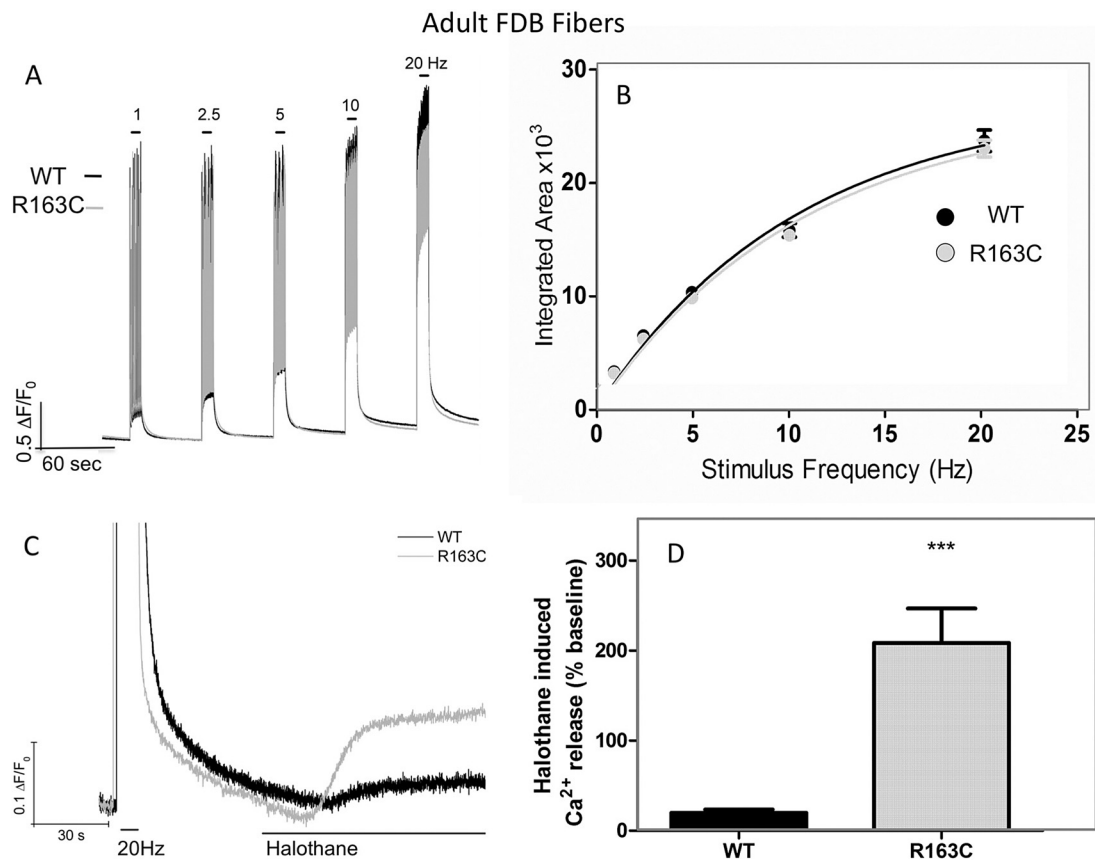 Adult FDB Fibers
A
1
2.5
5
10
20 Hz
WT
R163C
0.5 ΔF/F0
60 sec
B
30
20
10
0
Integrated Area x10³
WT
R163C
0
5
10
15
20
25
Stimulus Frequency (Hz)
C
WT
R163C
0.1 ΔF/F0
30 s
20Hz
Halothane
D
***
Halothane induced
Ca²⁺ release (% baseline)
300
200
100
0
WT
R163C